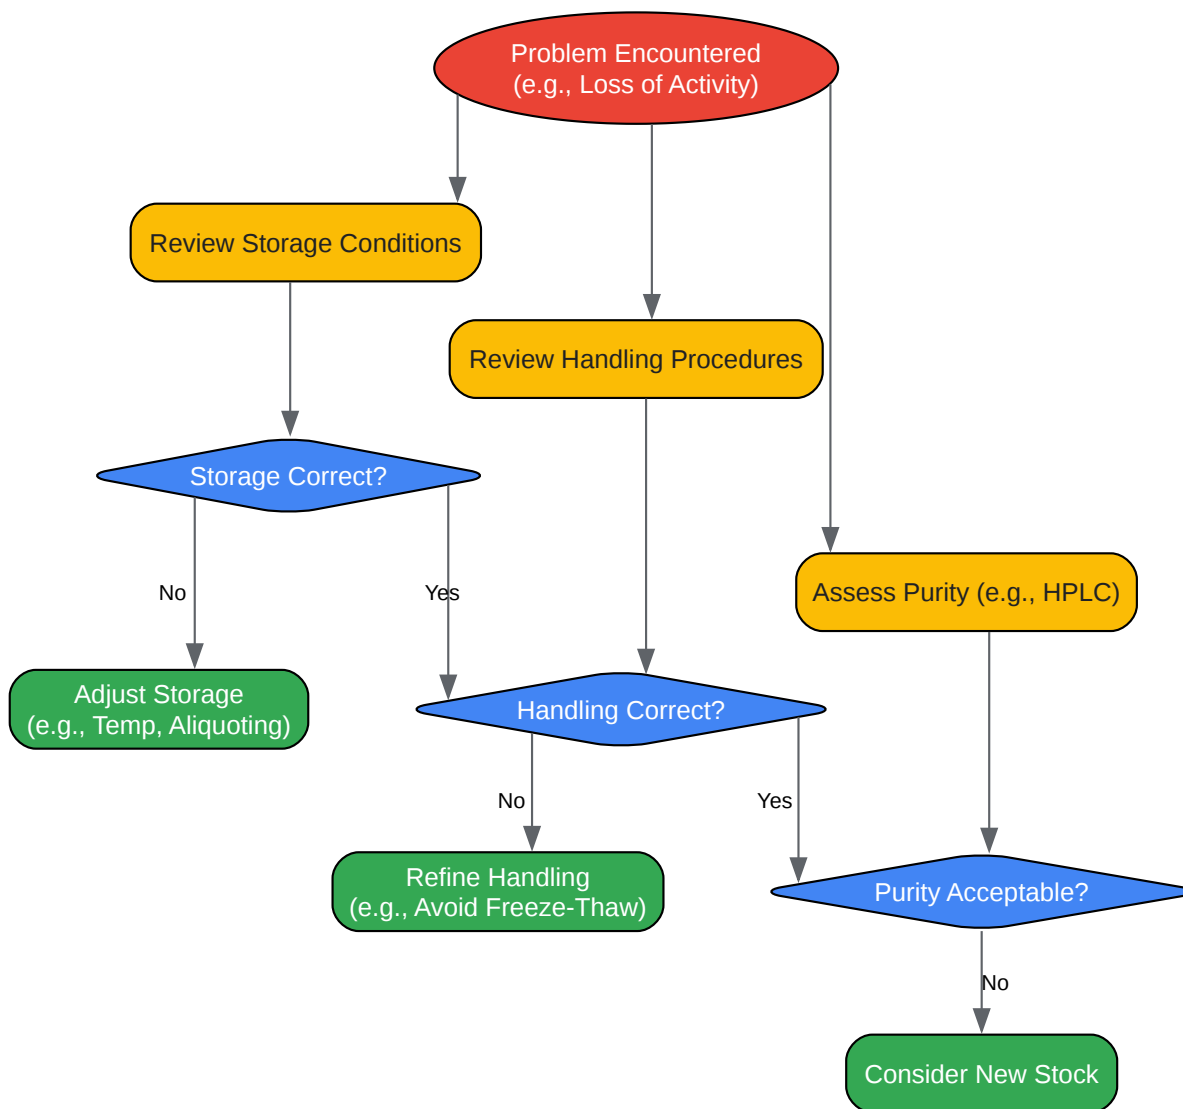 Problem Encountered
(e.g., Loss of Activity)
Review Storage Conditions
Review Handling Procedures
Storage Correct?
No
Yes
Assess Purity (e.g., HPLC)
Adjust Storage
(e.g., Temp, Aliquoting)
Handling Correct?
No
Yes
Refine Handling
(e.g., Avoid Freeze-Thaw)
Purity Acceptable?
No
Consider New Stock